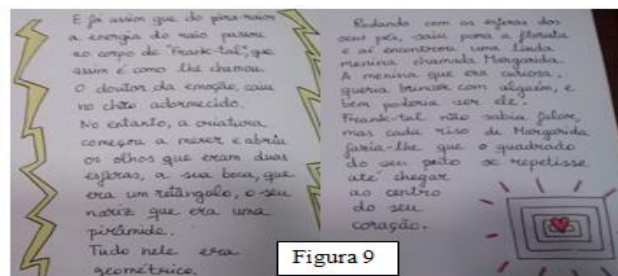 E foi assim que do pira-raios
a energia do raio passou
ao corpo de "Frank-tal", que
assim é como lhe chamou.
O doutor da emoção, caiu
no chão adormecido.
No entanto, a criatura
começou a mexer e abriu
os olhos que eram duas
esferas, a sua boca, que
era um retângulo, o seu
nariz que era uma
pirâmide.
Tudo nele era
geométrico.
Rodando com as esferas dos
seus pés, saiu para a floresta
e aí encontrou uma linda
menina chamada Margarida.
A menina que era curiosa,
queria brincar com alguém, e
bem poderia ser ele.
Frank-tal não sabia falar,
mas cada riso de Margarida
fazia-lhe que o quadrado
do seu peito se repetisse
até chegar
ao centro
do seu
coração.
Figura 9